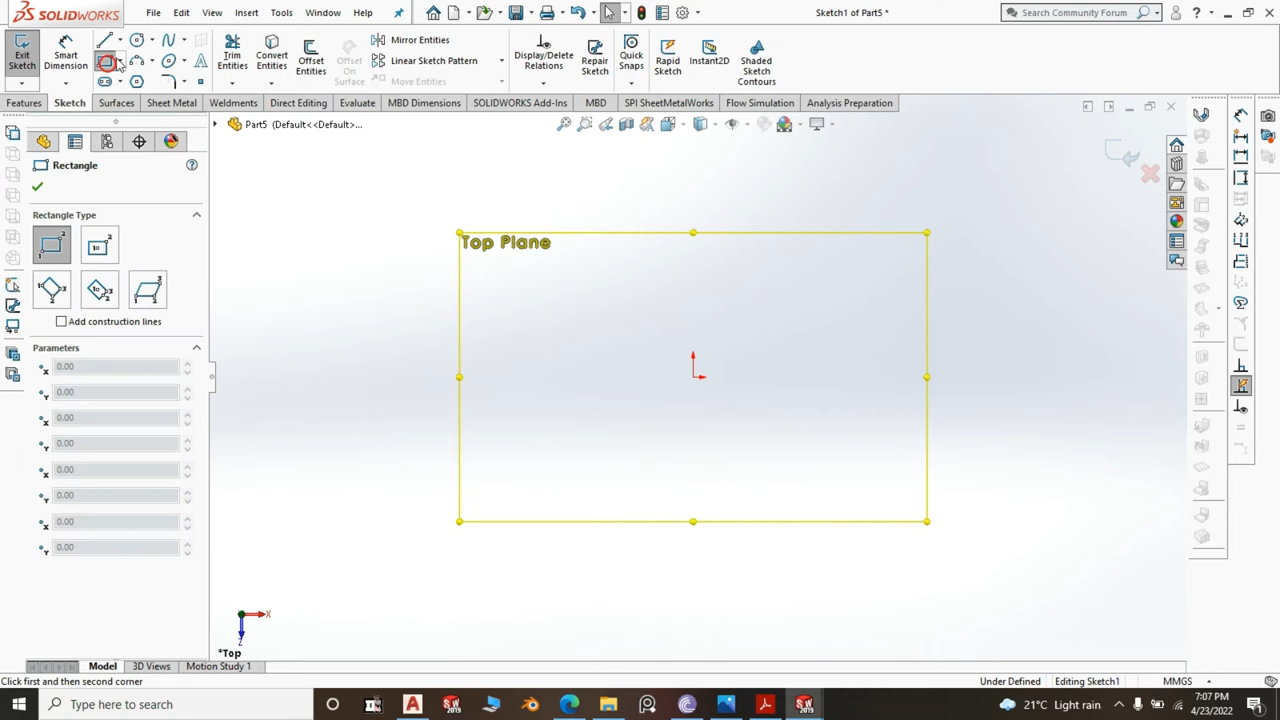 SOLIDWORKS
File
Edit
View
Insert
Tools
Window
Help
Sketch1 of Part5 *
Search Community Forum
Exit Sketch
Smart Dimension
Trim Entities
Convert Entities
Offset Entities
Offset On Surface
Mirror Entities
Linear Sketch Pattern
Move Entities
Display/Delete Relations
Repair Sketch
Quick Snaps
Rapid Sketch
Instant2D
Shaded Sketch Contours
Features
Sketch
Surfaces
Sheet Metal
Weldments
Direct Editing
Evaluate
MBD Dimensions
SOLIDWORKS Add-Ins
MBD
SPI SheetMetalWorks
Flow Simulation
Analysis Preparation
Part5 (Default<<Default>...
Rectangle
Rectangle Type
Add construction lines
Parameters
x 0.00
Y 0.00
x 0.00
Y 0.00
x 0.00
Y 0.00
x 0.00
Y 0.00
Top Plane
X
Z
*Top
Model
3D Views
Motion Study 1
Click first and then second corner
Under Defined
Editing Sketch1
MMGS
Type here to search
21°C Light rain
7:07 PM
4/23/2022